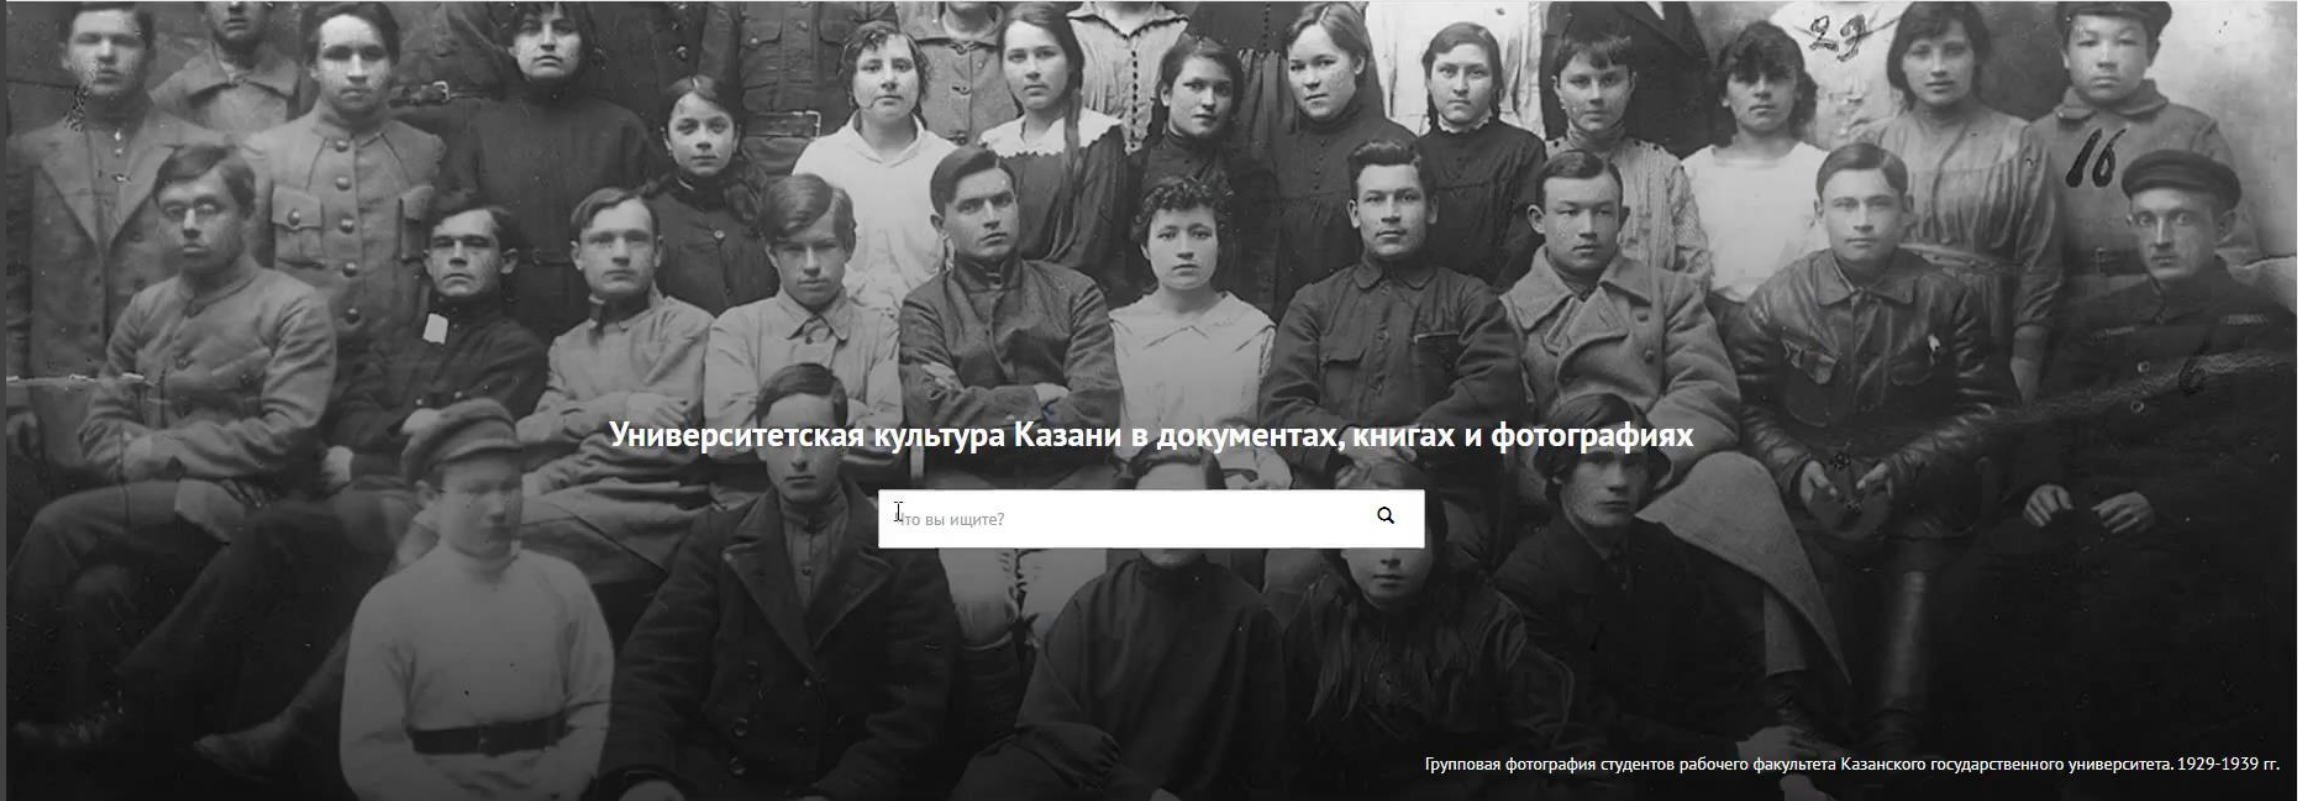 29
16
Университетская культура Казани в документах, книгах и фотографиях
Что вы ищите?
Групповая фотография студентов рабочего факультета Казанского государственного университета. 1929-1939 гг.